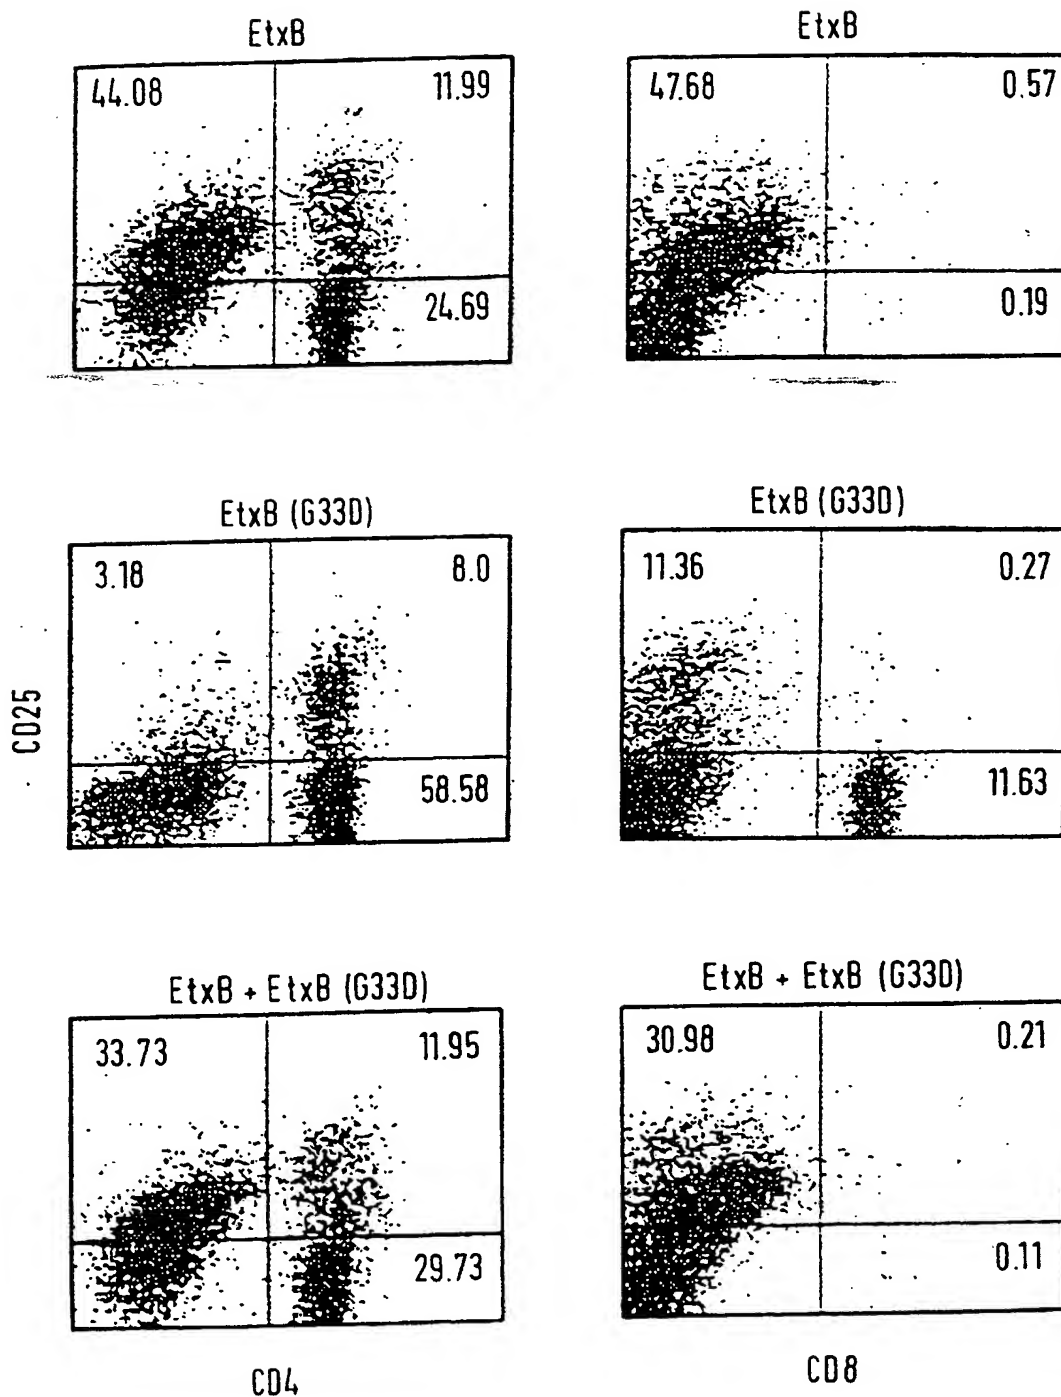 EtxB
44.08 11.99
24.69
EtxB
47.68 0.57
0.19
EtxB (G33D)
3.18 8.0
58.58
EtxB (G33D)
11.36 0.27
11.63
CD25
EtxB + EtxB (G33D)
33.73 11.95
29.73
EtxB + EtxB (G33D)
30.98 0.21
0.11
CD4
CD8